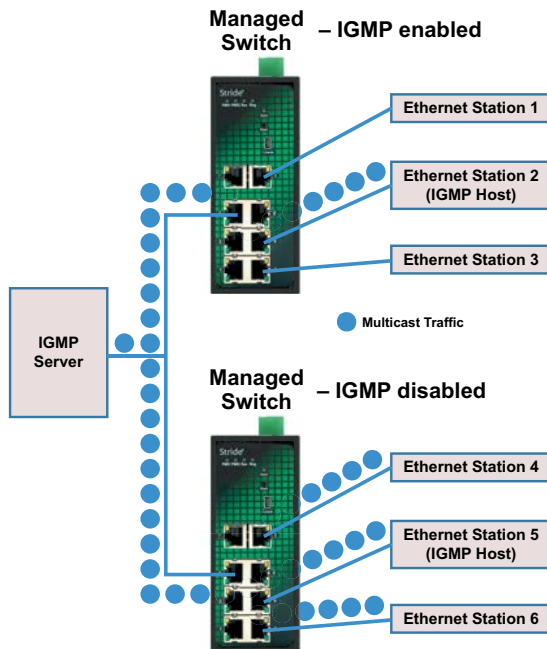 Managed
Switch – IGMP enabled
Stride
Ethernet Station 1
Ethernet Station 2
(IGMP Host)
Ethernet Station 3
IGMP
Server
Multicast Traffic
Managed
Switch – IGMP disabled
Stride
Ethernet Station 4
Ethernet Station 5
(IGMP Host)
Ethernet Station 6